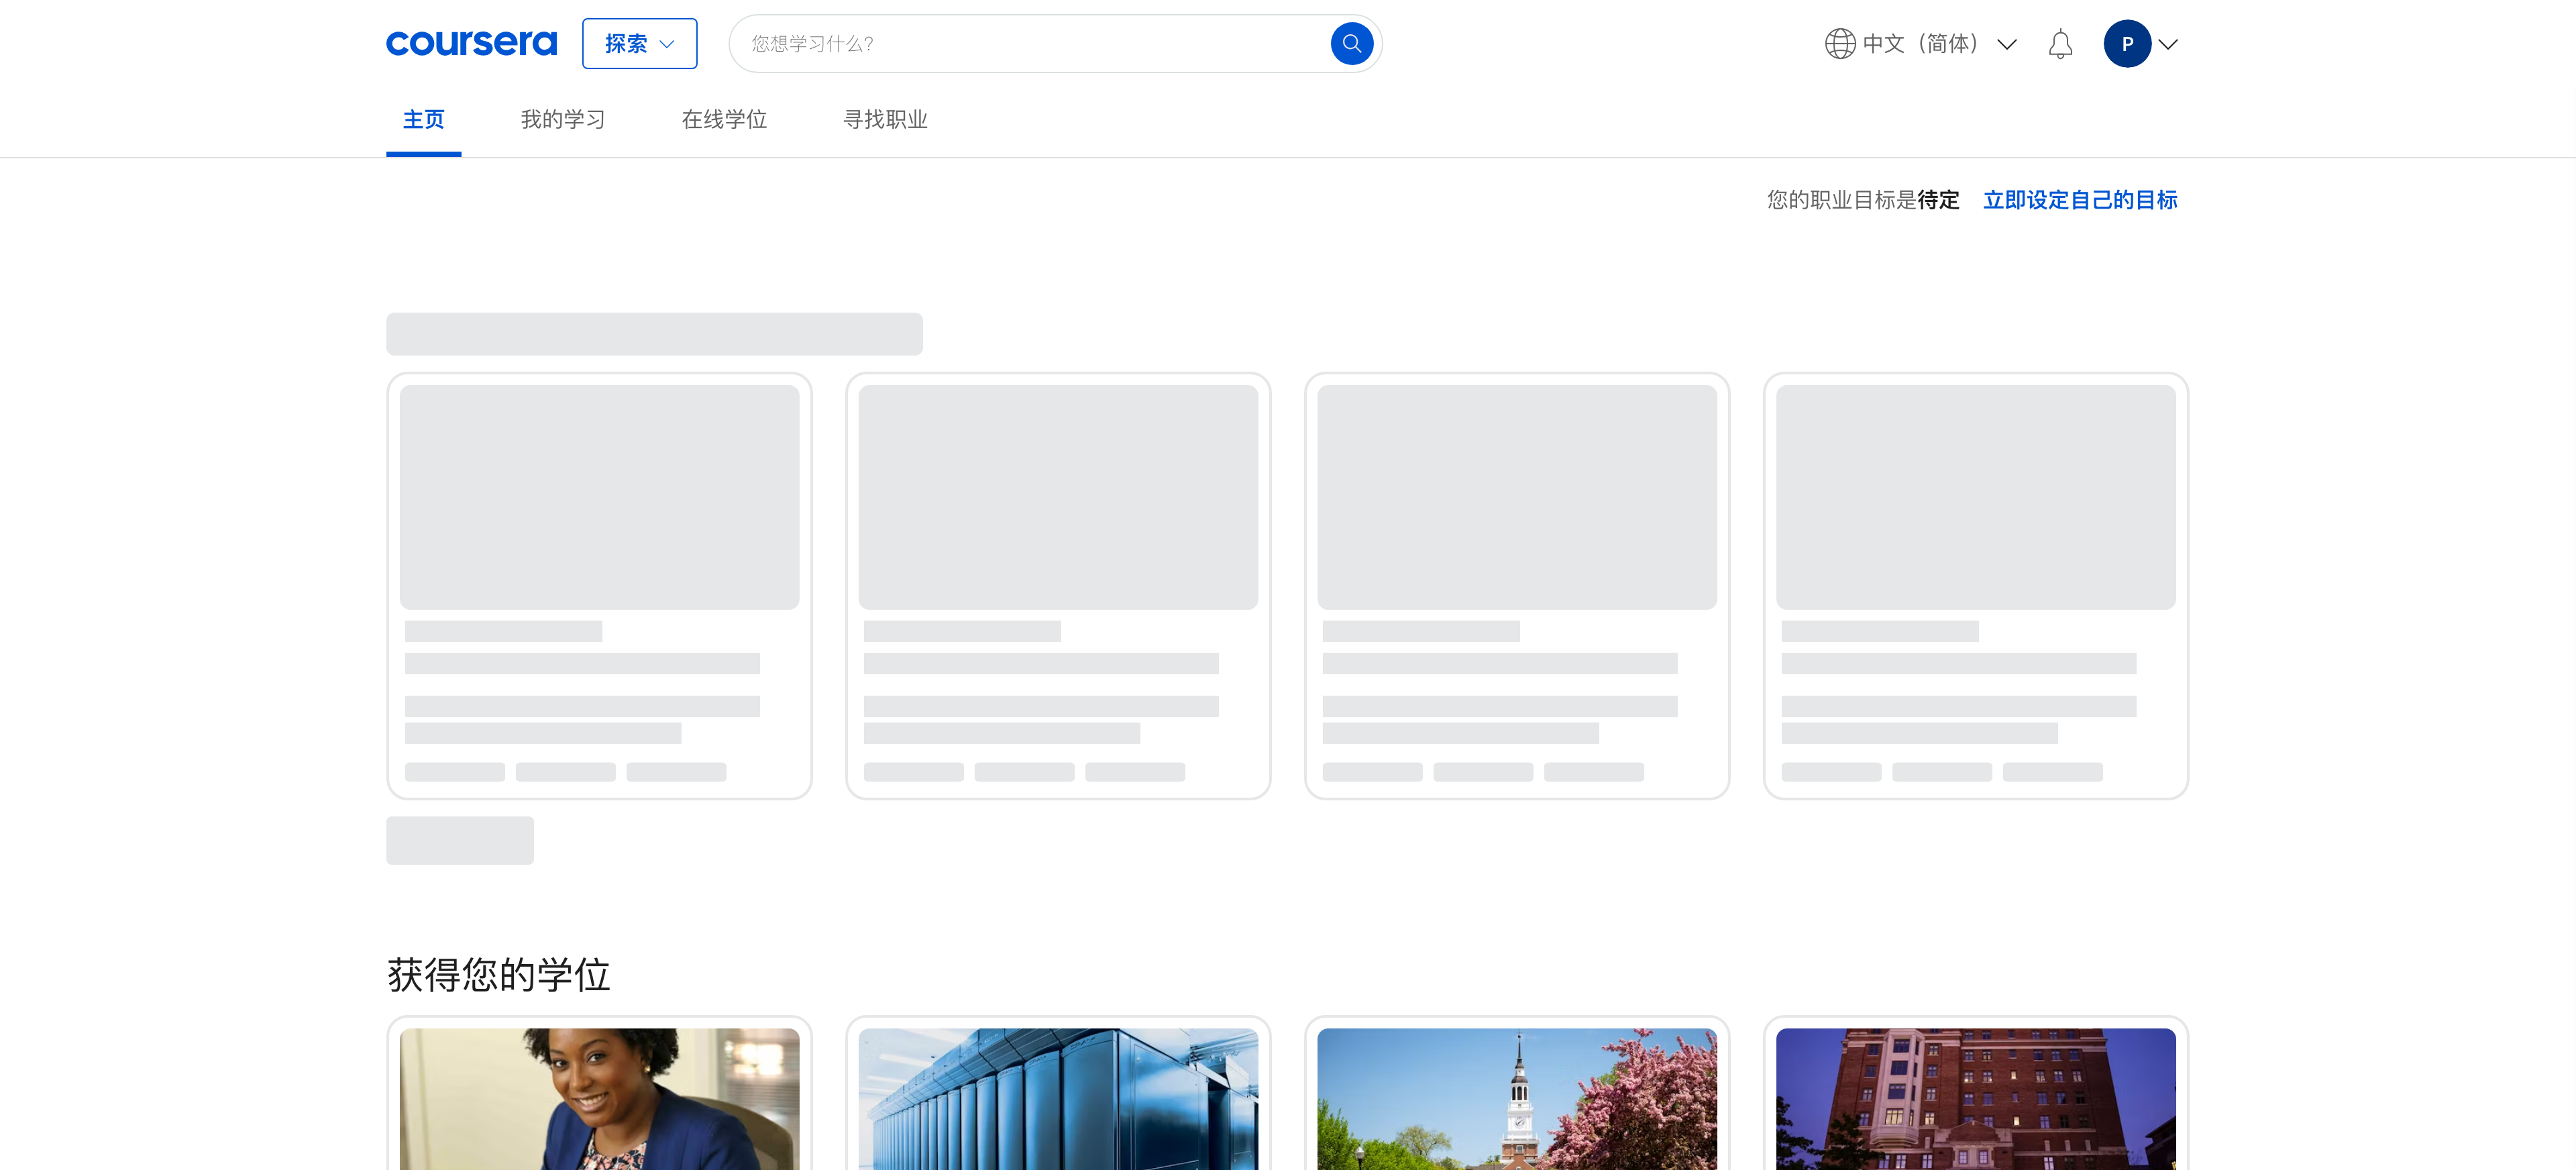 coursera
探索
您想学习什么?
中文（简体）
P
主页
我的学习
在线学位
寻找职业
您的职业目标是待定 立即设定自己的目标
获得您的学位